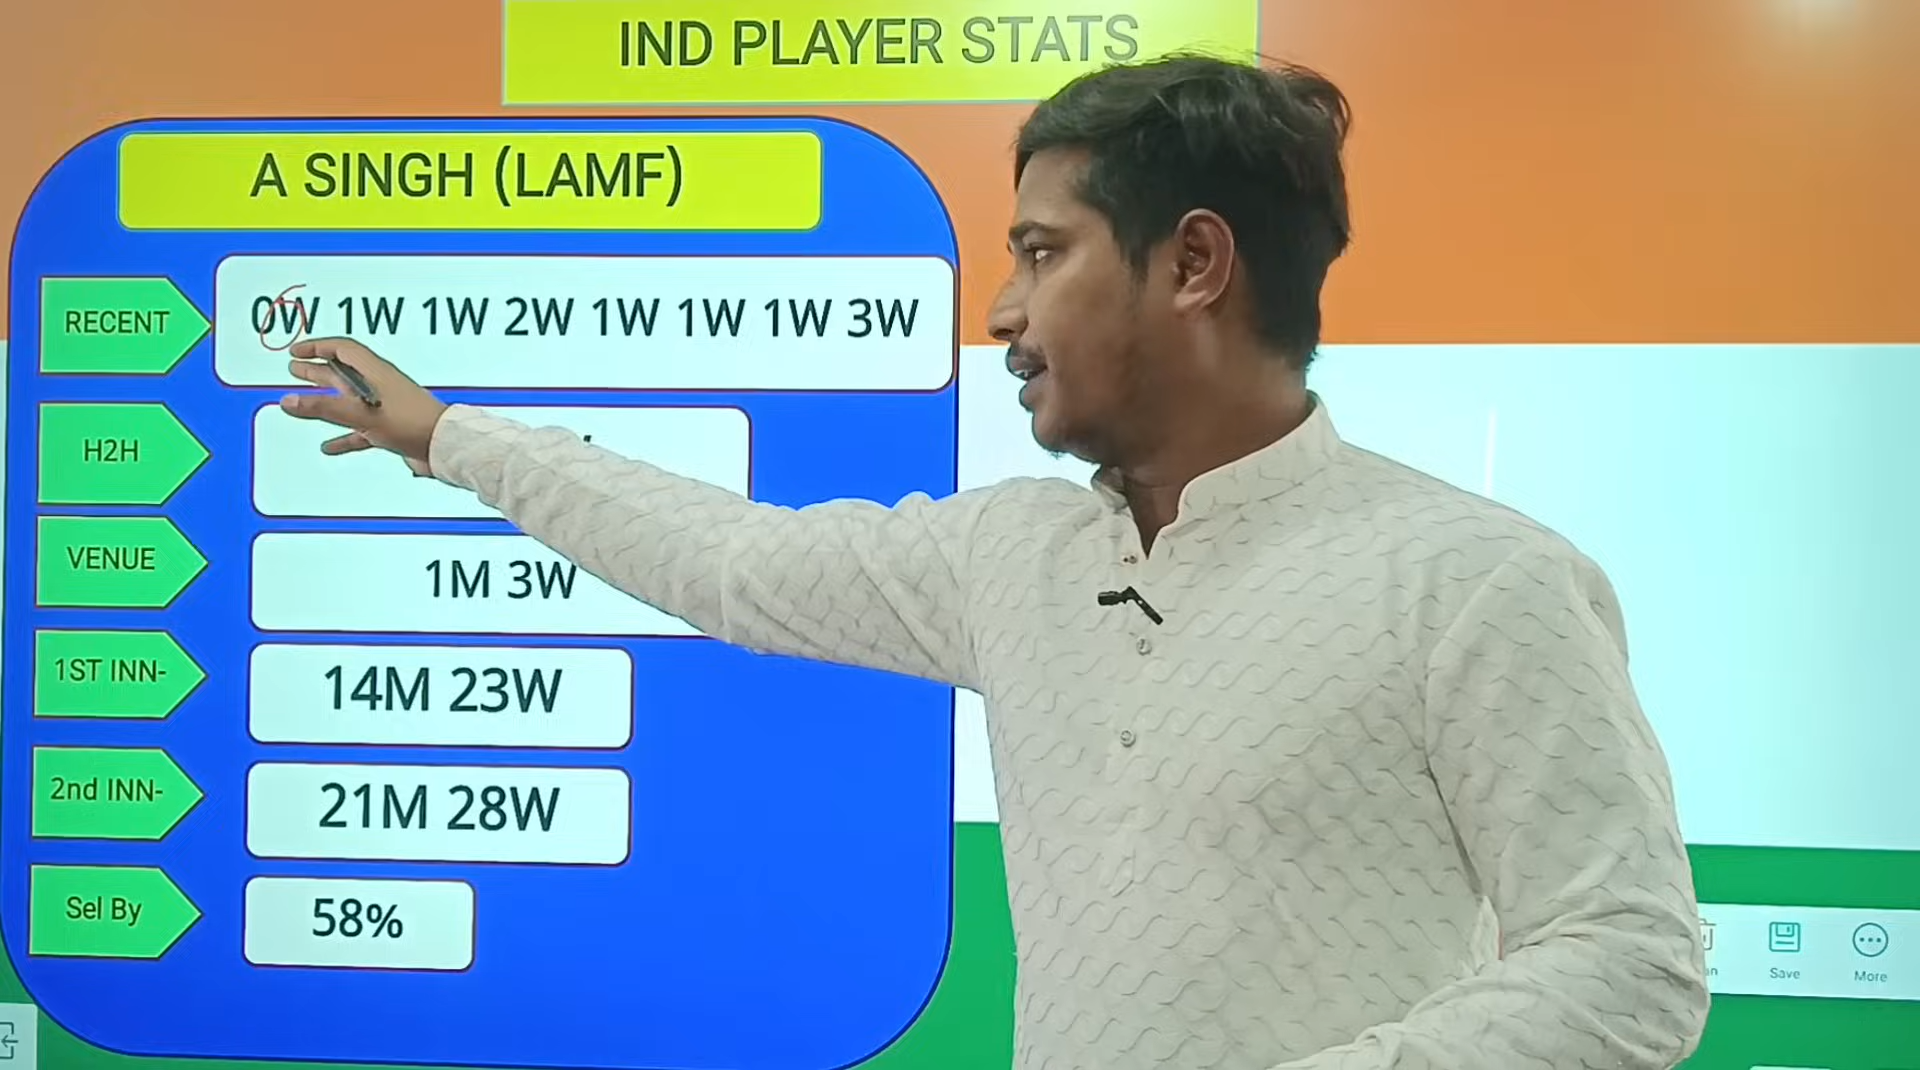 IND PLAYER STATS
A SINGH (LAMF)
RECENT
0W 1W 1W 2W 1W 1W 1W 3W
H2H
VENUE
1M 3W
1ST INN-
14M 23W
2nd INN-
21M 28W
Sel By
58%
Save
More